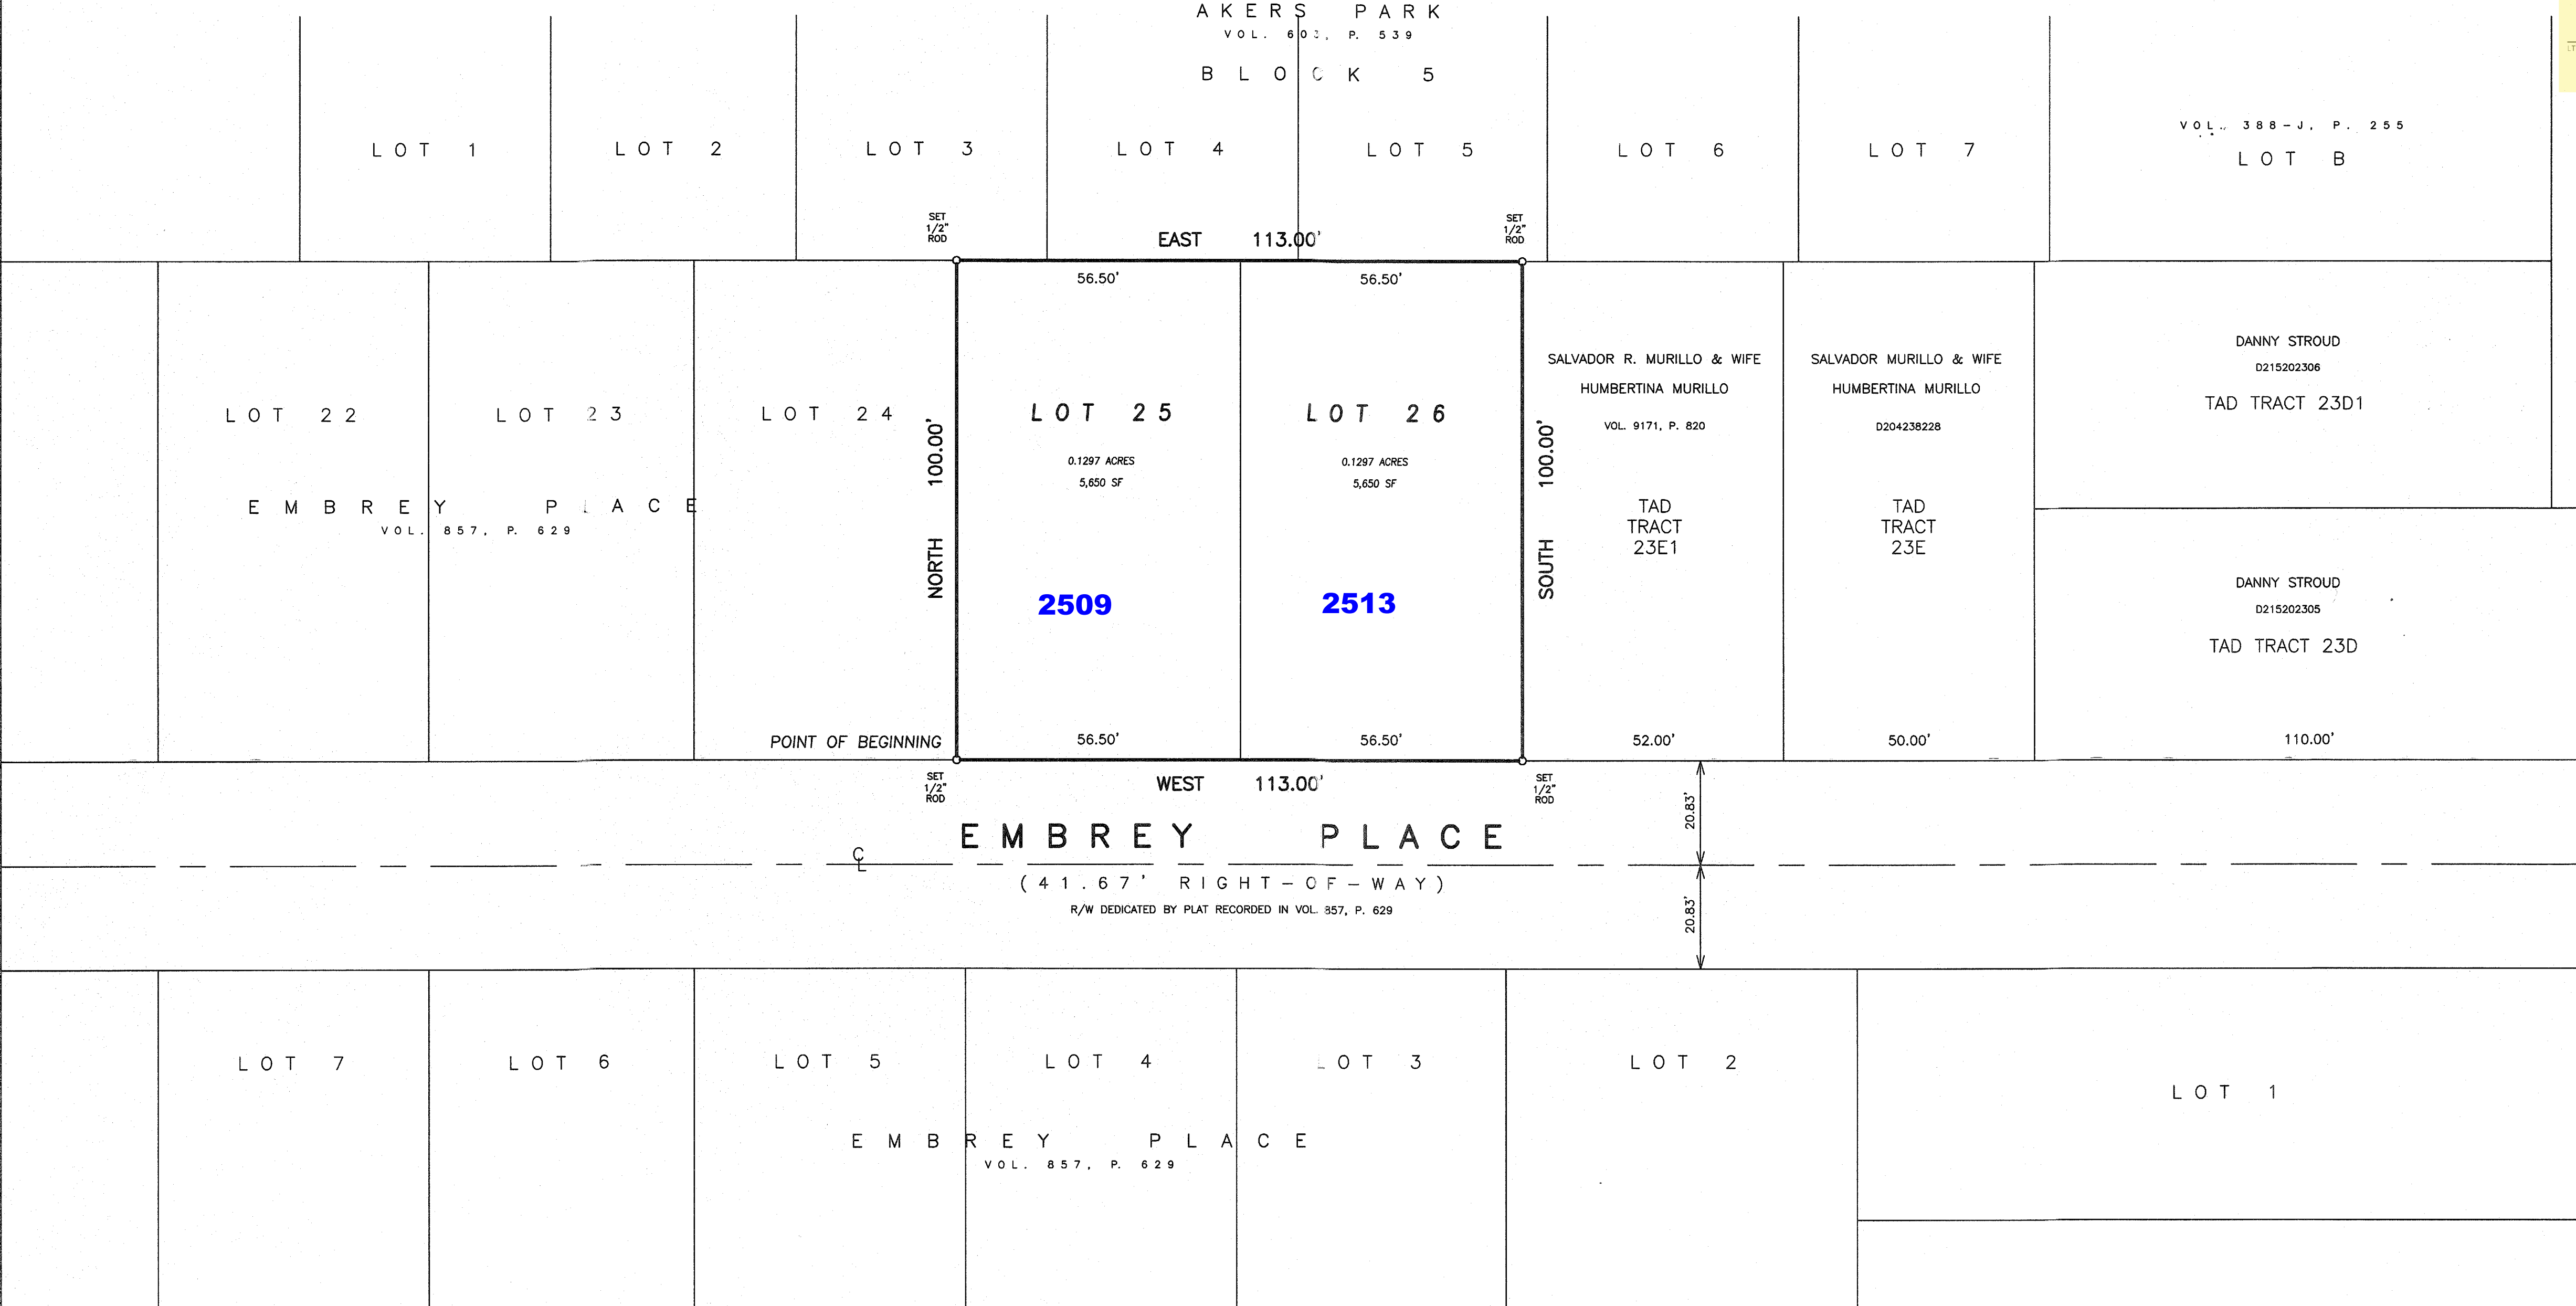 AKERS PARK
VOL. 60, P. 539
BLOCK 5
LOT 1
LOT 2
LOT 3
LOT 4
LOT 5
LOT 6
LOT 7
VOL. 388-J, P. 255
LOT B
SET
1/2"
ROD
EAST 113.00'
SET
1/2"
ROD
56.50'
56.50'
LOT 22
LOT 23
LOT 24
EMBREY PLACE
VOL. 857, P. 629
NORTH 100.00'
LOT 25
0.1297 ACRES
5,650 SF
2509
LOT 26
0.1297 ACRES
5,650 SF
2513
SOUTH 100.00'
SALVADOR R. MURILLO & WIFE
HUMBERTINA MURILLO
VOL. 9171, P. 820
TAD
TRACT
23E1
SALVADOR MURILLO & WIFE
HUMBERTINA MURILLO
D204238228
TAD
TRACT
23E
DANNY STROUD
D215202306
TAD TRACT 23D1
DANNY STROUD
D215202305
TAD TRACT 23D
POINT OF BEGINNING
56.50'
56.50'
52.00'
50.00'
110.00'
SET
1/2"
ROD
WEST 113.00'
SET
1/2"
ROD
20.83'
EMBREY PLACE
CL
(41.67' RIGHT-OF-WAY)
R/W DEDICATED BY PLAT RECORDED IN VOL. 857, P. 629
20.83'
LOT 7
LOT 6
LOT 5
LOT 4
LOT 3
LOT 2
LOT 1
EMBREY PLACE
VOL. 857, P. 629